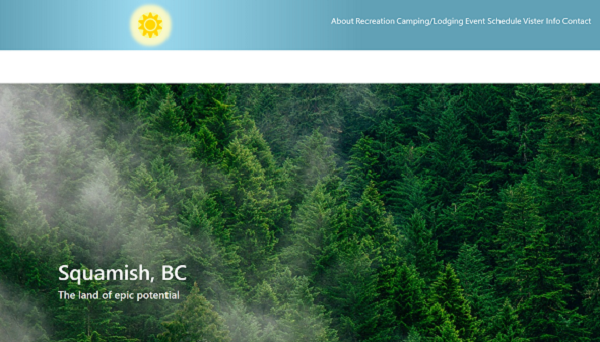 About Recreation Camping/Lodging Event Schedule Vister Info Contact
Squamish, BC
The land of epic potential